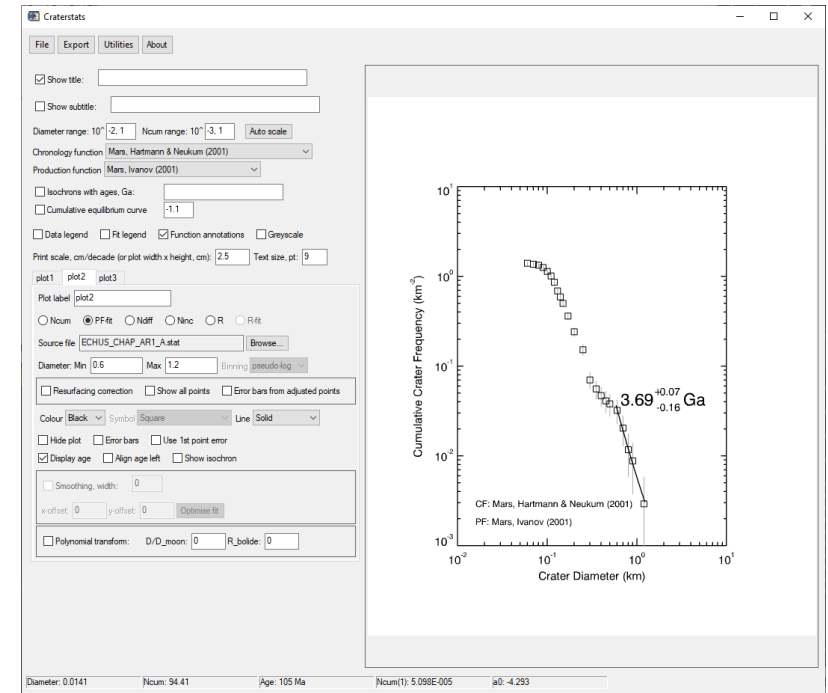 Craterstats
File Export Utilities About
Show title:
Show subtitle:
Diameter range: 10^ -2, 1 Ncum range: 10^ -3, 1 Auto scale
Chronology function Mars, Hartmann & Neukum (2001)
Production function Mars, Ivanov (2001)
Isochrons with ages, Ga:
Cumulative equilibrium curve -1.1
Data legend Fit legend Function annotations Greyscale
Print scale, cm/decade (or plot width x height, cm): 2.5 Text size, pt: 9
plot1 plot2 plot3
Plot label plot2
Ncum PF-fit Ndiff Ninc R R-fit
Source file ECHUS_CHAP_AR1_A.stat Browse...
Diameter: Min 0.6 Max 1.2 Binning pseudo-log
Resurfacing correction Show all points Error bars from adjusted points
Colour Black Symbol Square Line Solid
Hide plot Error bars Use 1st point error
Display age Align age left Show isochron
Smoothing, width: 0
x-offset: 0 y-offset: 0 Optimise fit
Polynomial transform: D/D_moon: 0 R_bolide: 0
Cumulative Crater Frequency (km⁻²)
10¹
10⁰
10⁻¹
10⁻²
10⁻³
3.69 +0.07 -0.16 Ga
CF: Mars, Hartmann & Neukum (2001)
PF: Mars, Ivanov (2001)
10⁻² 10⁻¹ 10⁰ 10¹
Crater Diameter (km)
Diameter: 0.0141 Ncum: 94.41 Age: 105 Ma Ncum(1): 5.098E-005 a0: -4.293